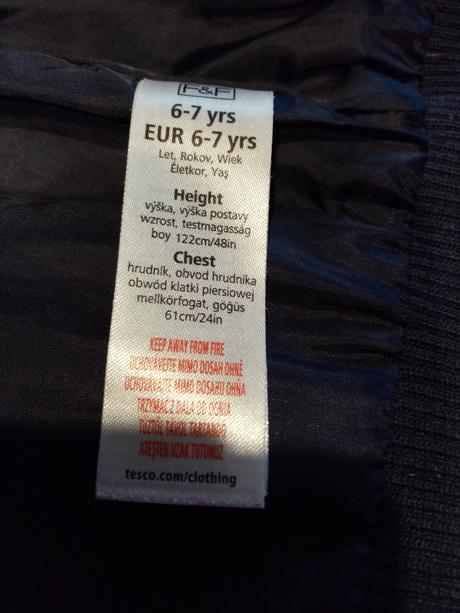 F&F
6-7 yrs
EUR 6-7 yrs
Let, Rokov, Wiek
Életkor, Yaş
Height
výška, výška postavy
wzrost, testmagasság
boy 122cm/48in
Chest
hrudník, obvod hrudníka
obwód klatki piersiowej
mellkörfogat, göğüs
61cm/24in
KEEP AWAY FROM FIRE
UCHOVÁVEJTE MIMO DOSAH OHNĚ
UCHOVÁVAJTE MIMO DOSAHU OHŇA
TRZYMAĆ Z DALA OD OGNIA
TŰZTŐL TÁVOL TARTANDÓ
ATEŞTEN UZAK TUTUNUZ
tesco.com/clothing